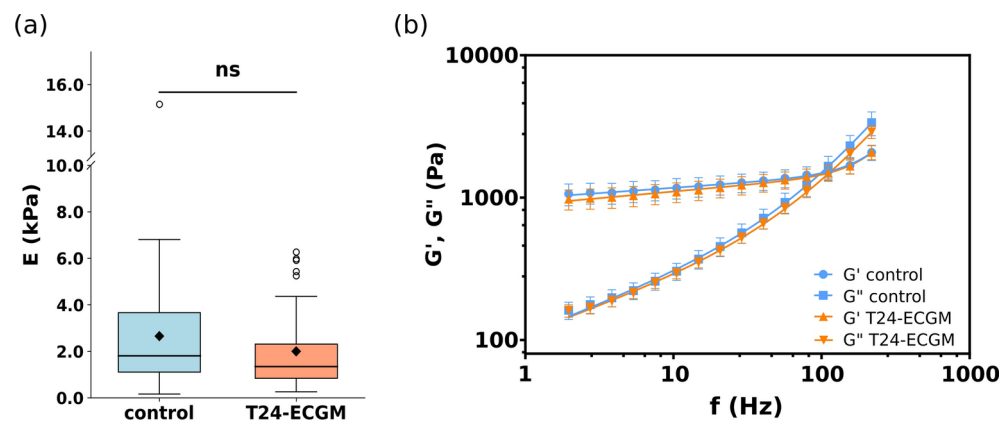 (a)
ns
16.0
14.0
10.0
8.0
6.0
4.0
2.0
0.0
E (kPa)
control T24-ECGM
(b)
10000
1000
100
G', G" (Pa)
G' control
G" control
G' T24-ECGM
G" T24-ECGM
1 10 100 1000
f (Hz)